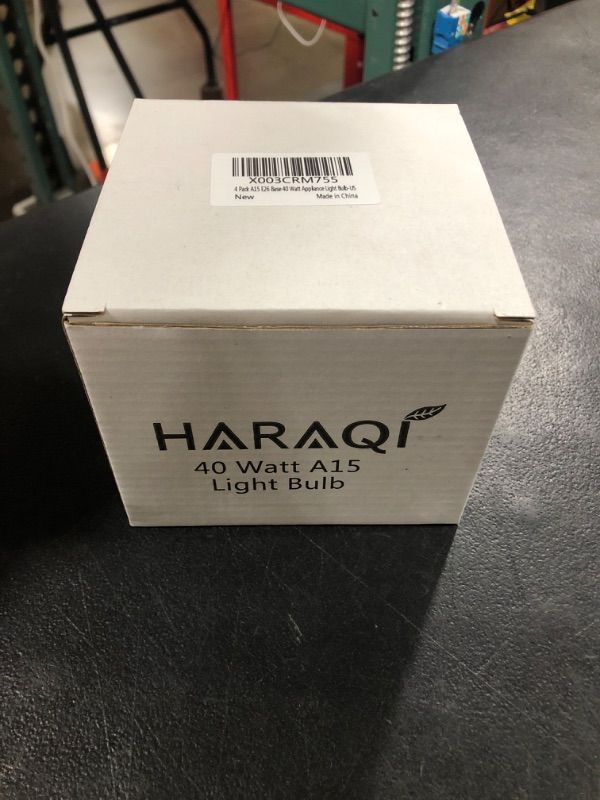 X003CRM755
4 Pack A15 E26 Base 40 Watt Appliance Light Bulb-US
New Made in China
HARAQI
40 Watt A15
Light Bulb